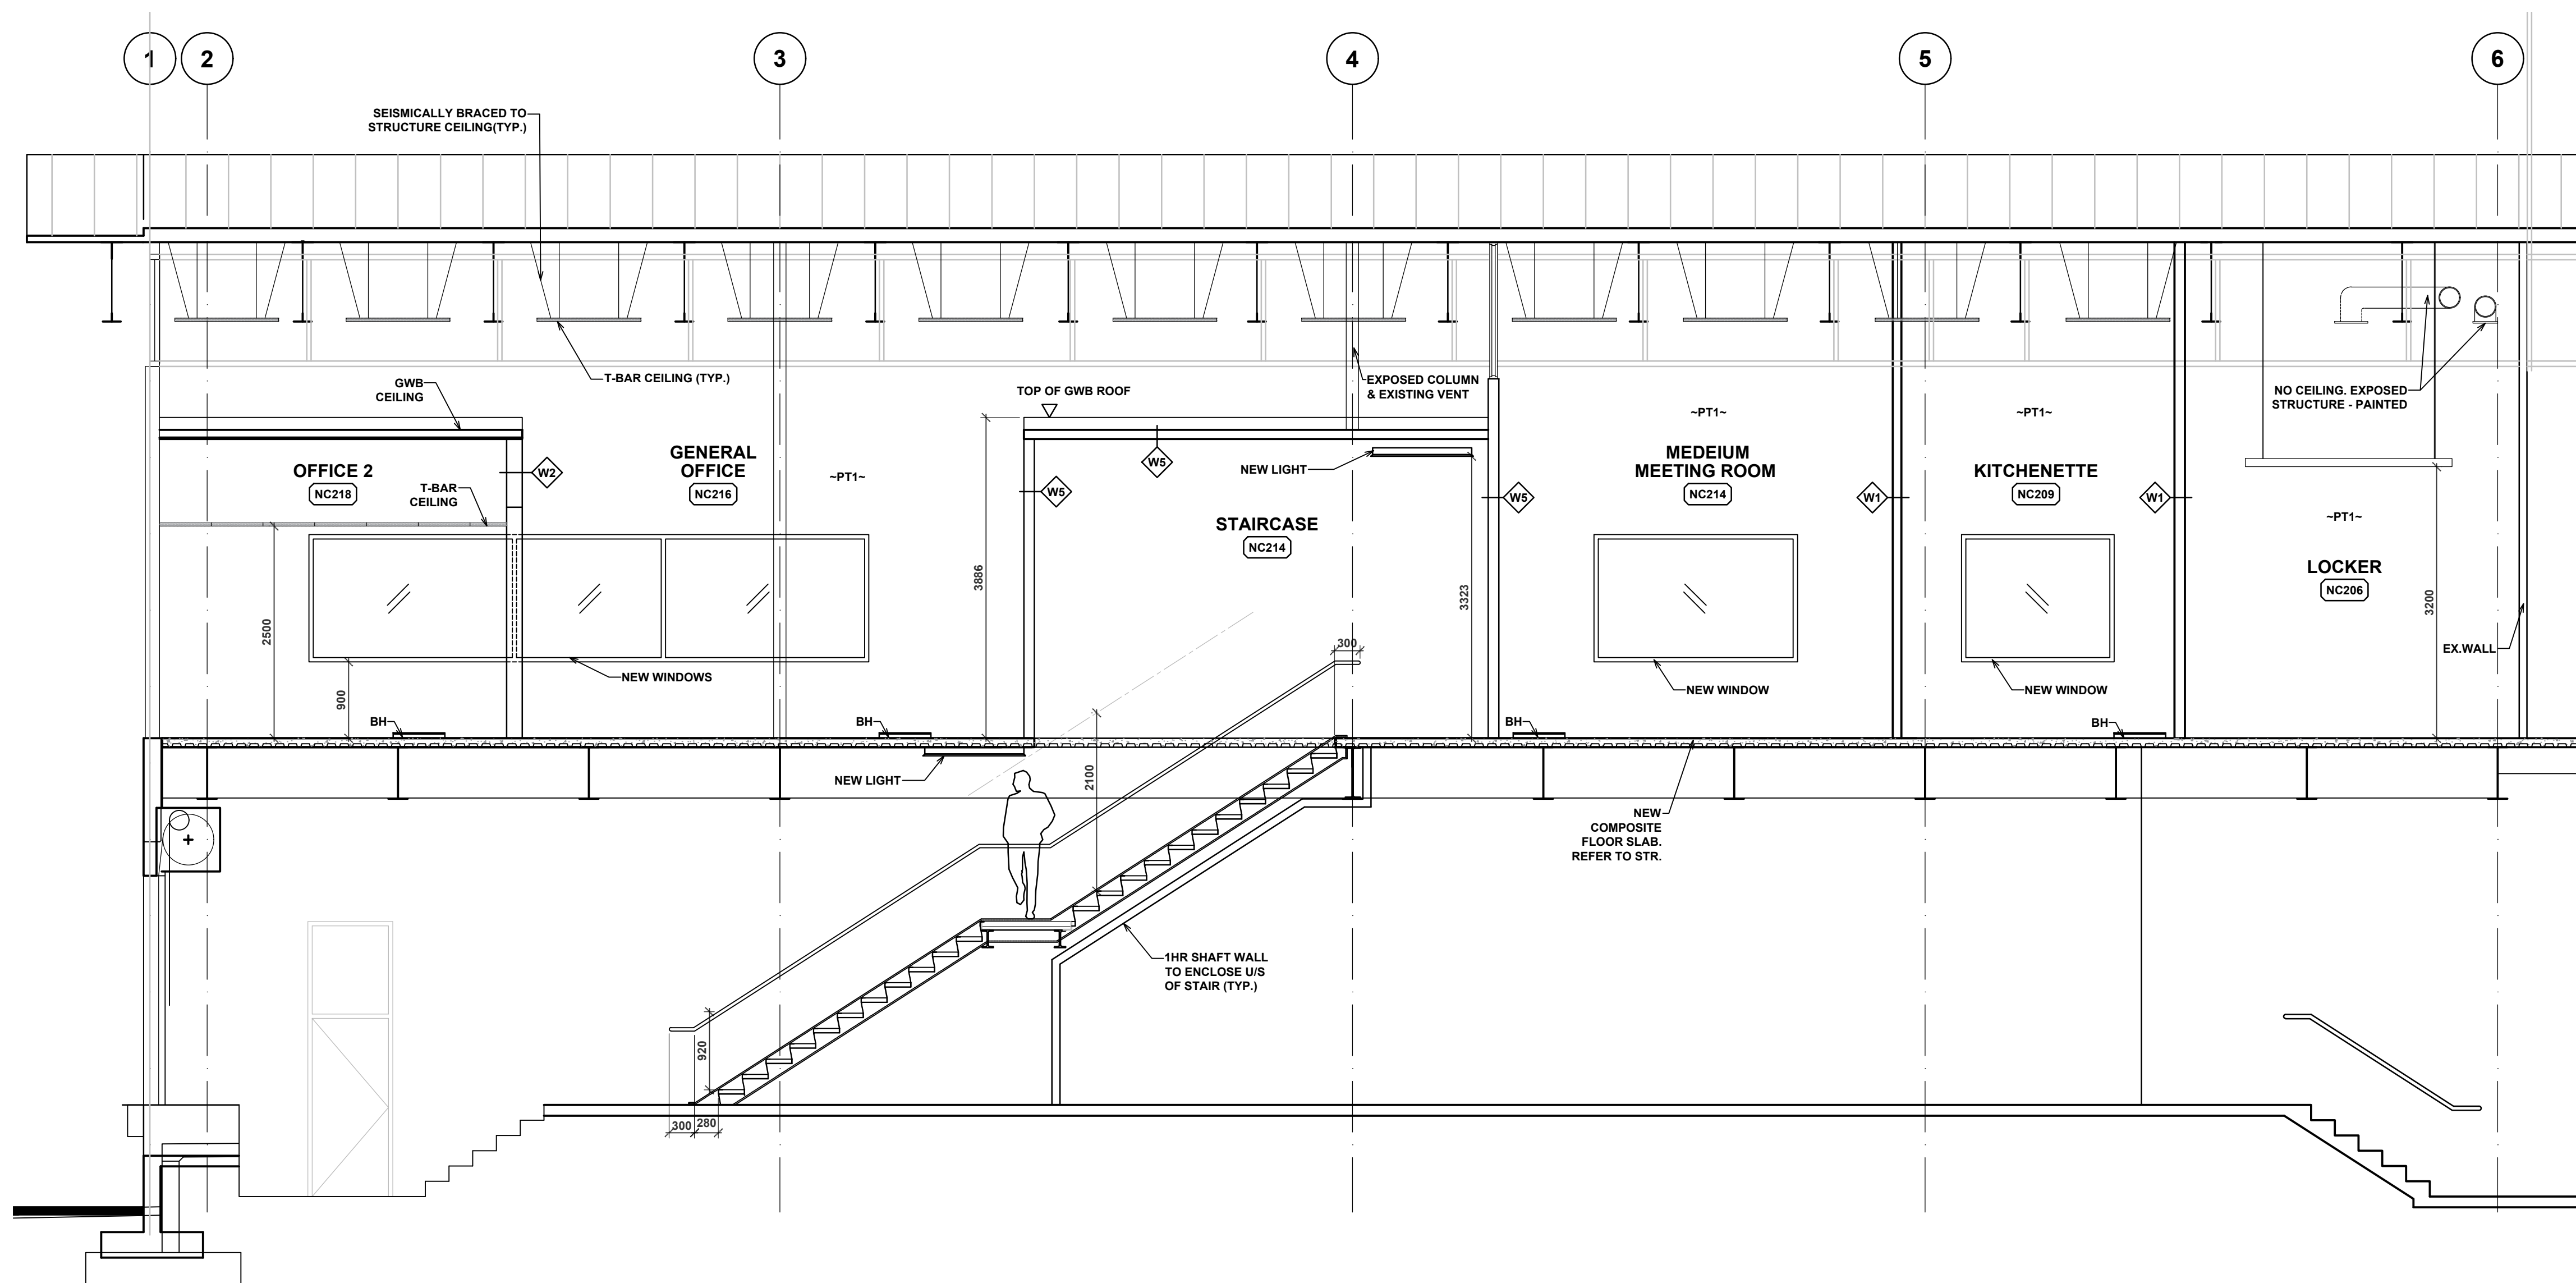 1
2
3
4
5
6
SEISMICALLY BRACED TO
STRUCTURE CEILING(TYP.)
GWB
CEILING
T-BAR CEILING (TYP.)
TOP OF GWB ROOF
EXPOSED COLUMN
& EXISTING VENT
~PT1~
~PT1~
NO CEILING. EXPOSED
STRUCTURE - PAINTED
OFFICE 2
NC218
T-BAR
CEILING
W2
GENERAL
OFFICE
NC216
~PT1~
W5
W5
NEW LIGHT
W5
MEDEIUM
MEETING ROOM
NC214
W1
KITCHENETTE
NC209
W1
~PT1~
STAIRCASE
NC214
LOCKER
NC206
3886
3323
3200
2500
900
300
EX.WALL
NEW WINDOWS
NEW WINDOW
NEW WINDOW
BH
BH
BH
BH
NEW LIGHT
2100
NEW
COMPOSITE
FLOOR SLAB.
REFER TO STR.
1HR SHAFT WALL
TO ENCLOSE U/S
OF STAIR (TYP.)
920
300
280